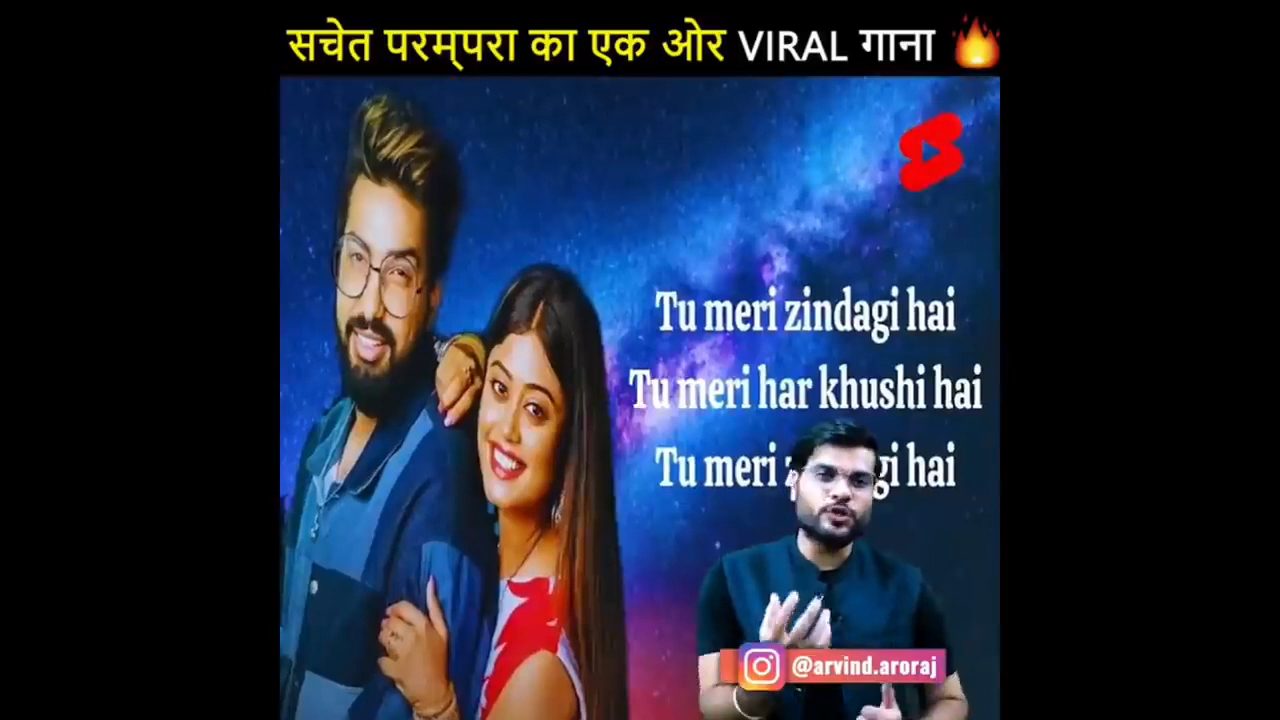 सचेत परम्परा का एक ओर VIRAL गाना 🔥
Tu meri zindagi hai
Tu meri har khushi hai
Tu meri z gi hai
@arvind.aroraj